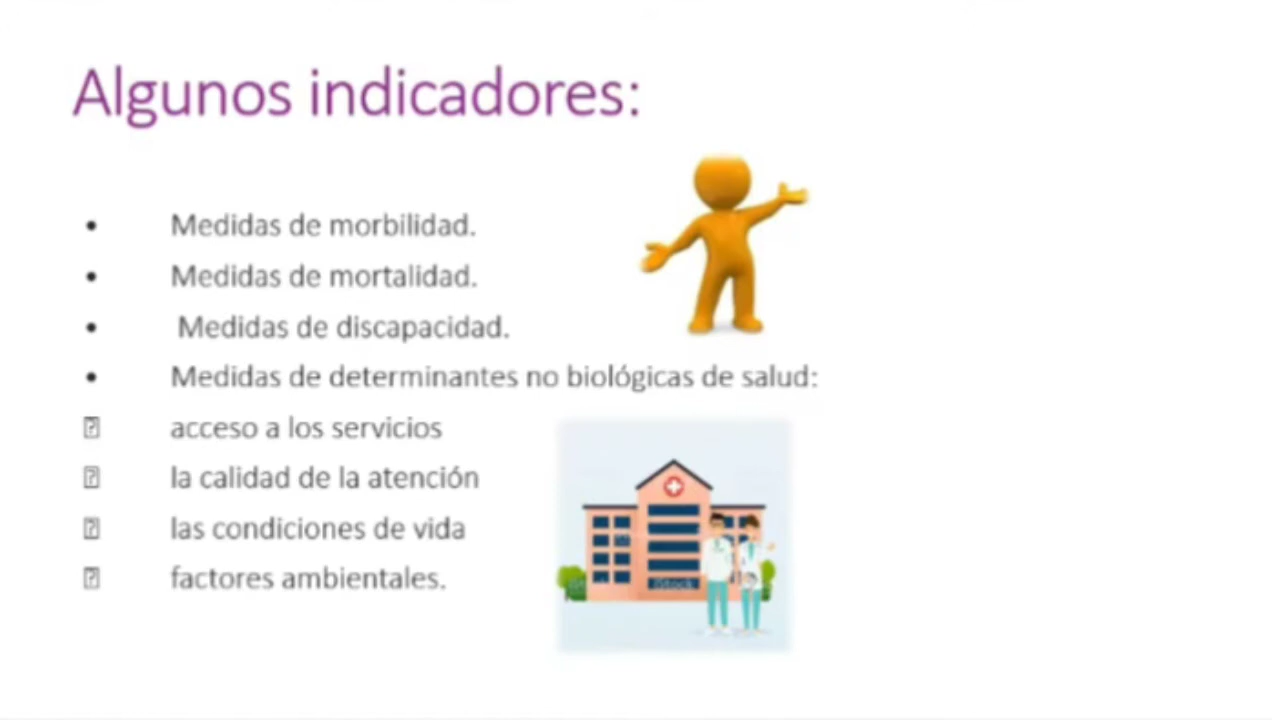 Algunos indicadores:
• Medidas de morbilidad.
• Medidas de mortalidad.
• Medidas de discapacidad.
• Medidas de determinantes no biológicas de salud:
⍰ acceso a los servicios
⍰ la calidad de la atención
⍰ las condiciones de vida
⍰ factores ambientales.
iStock